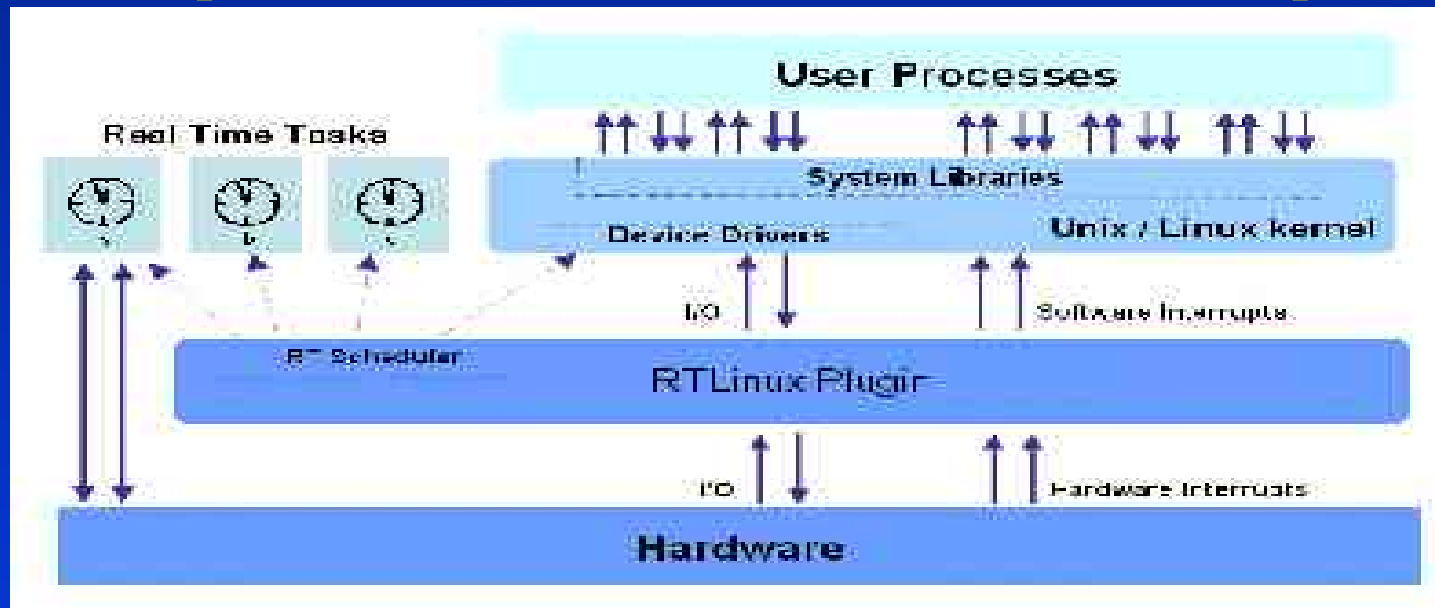 User Processes
Real Time Tasks
System Libraries
Device Drivers
Unix / Linux kernel
I/O
Software Interrupts
RT Scheduler
RTLinux Plugin
I/O
Hardware Interrupts
Hardware